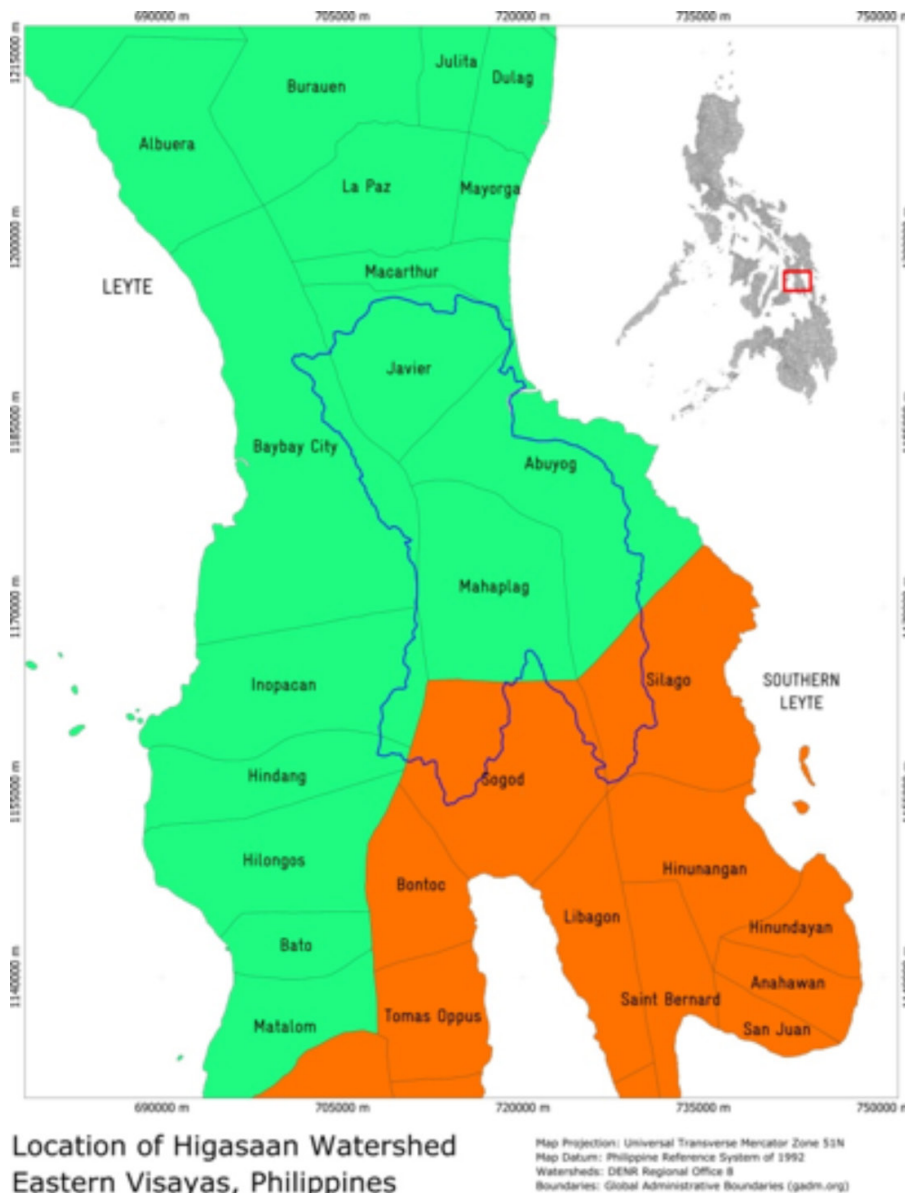 690000 m 705000 m 720000 m 735000 m 750000 m
1215000 m
Julita
Dulag
Burauen
Albuera
La Paz
Mayorga
1200000 m
Macarthur
LEYTE
Javier
1185000 m
Baybay City
Abuyog
Mahaplag
1170000 m
Inopacan
Silago
SOUTHERN
LEYTE
Hindang
Sogod
1155000 m
Hilongos
Hinunangan
Bontoc
Libagon
Hinundayan
Bato
1140000 m
Anahawan
Saint Bernard
Tomas Oppus
Matalom
San Juan
690000 m 705000 m 720000 m 735000 m 750000 m
Location of Higasaan Watershed
Eastern Visayas, Philippines
Map Projection: Universal Transverse Mercator Zone 51N
Map Datum: Philippine Reference System of 1992
Watersheds: DENR Regional Office 8
Boundaries: Global Administrative Boundaries (gadm.org)